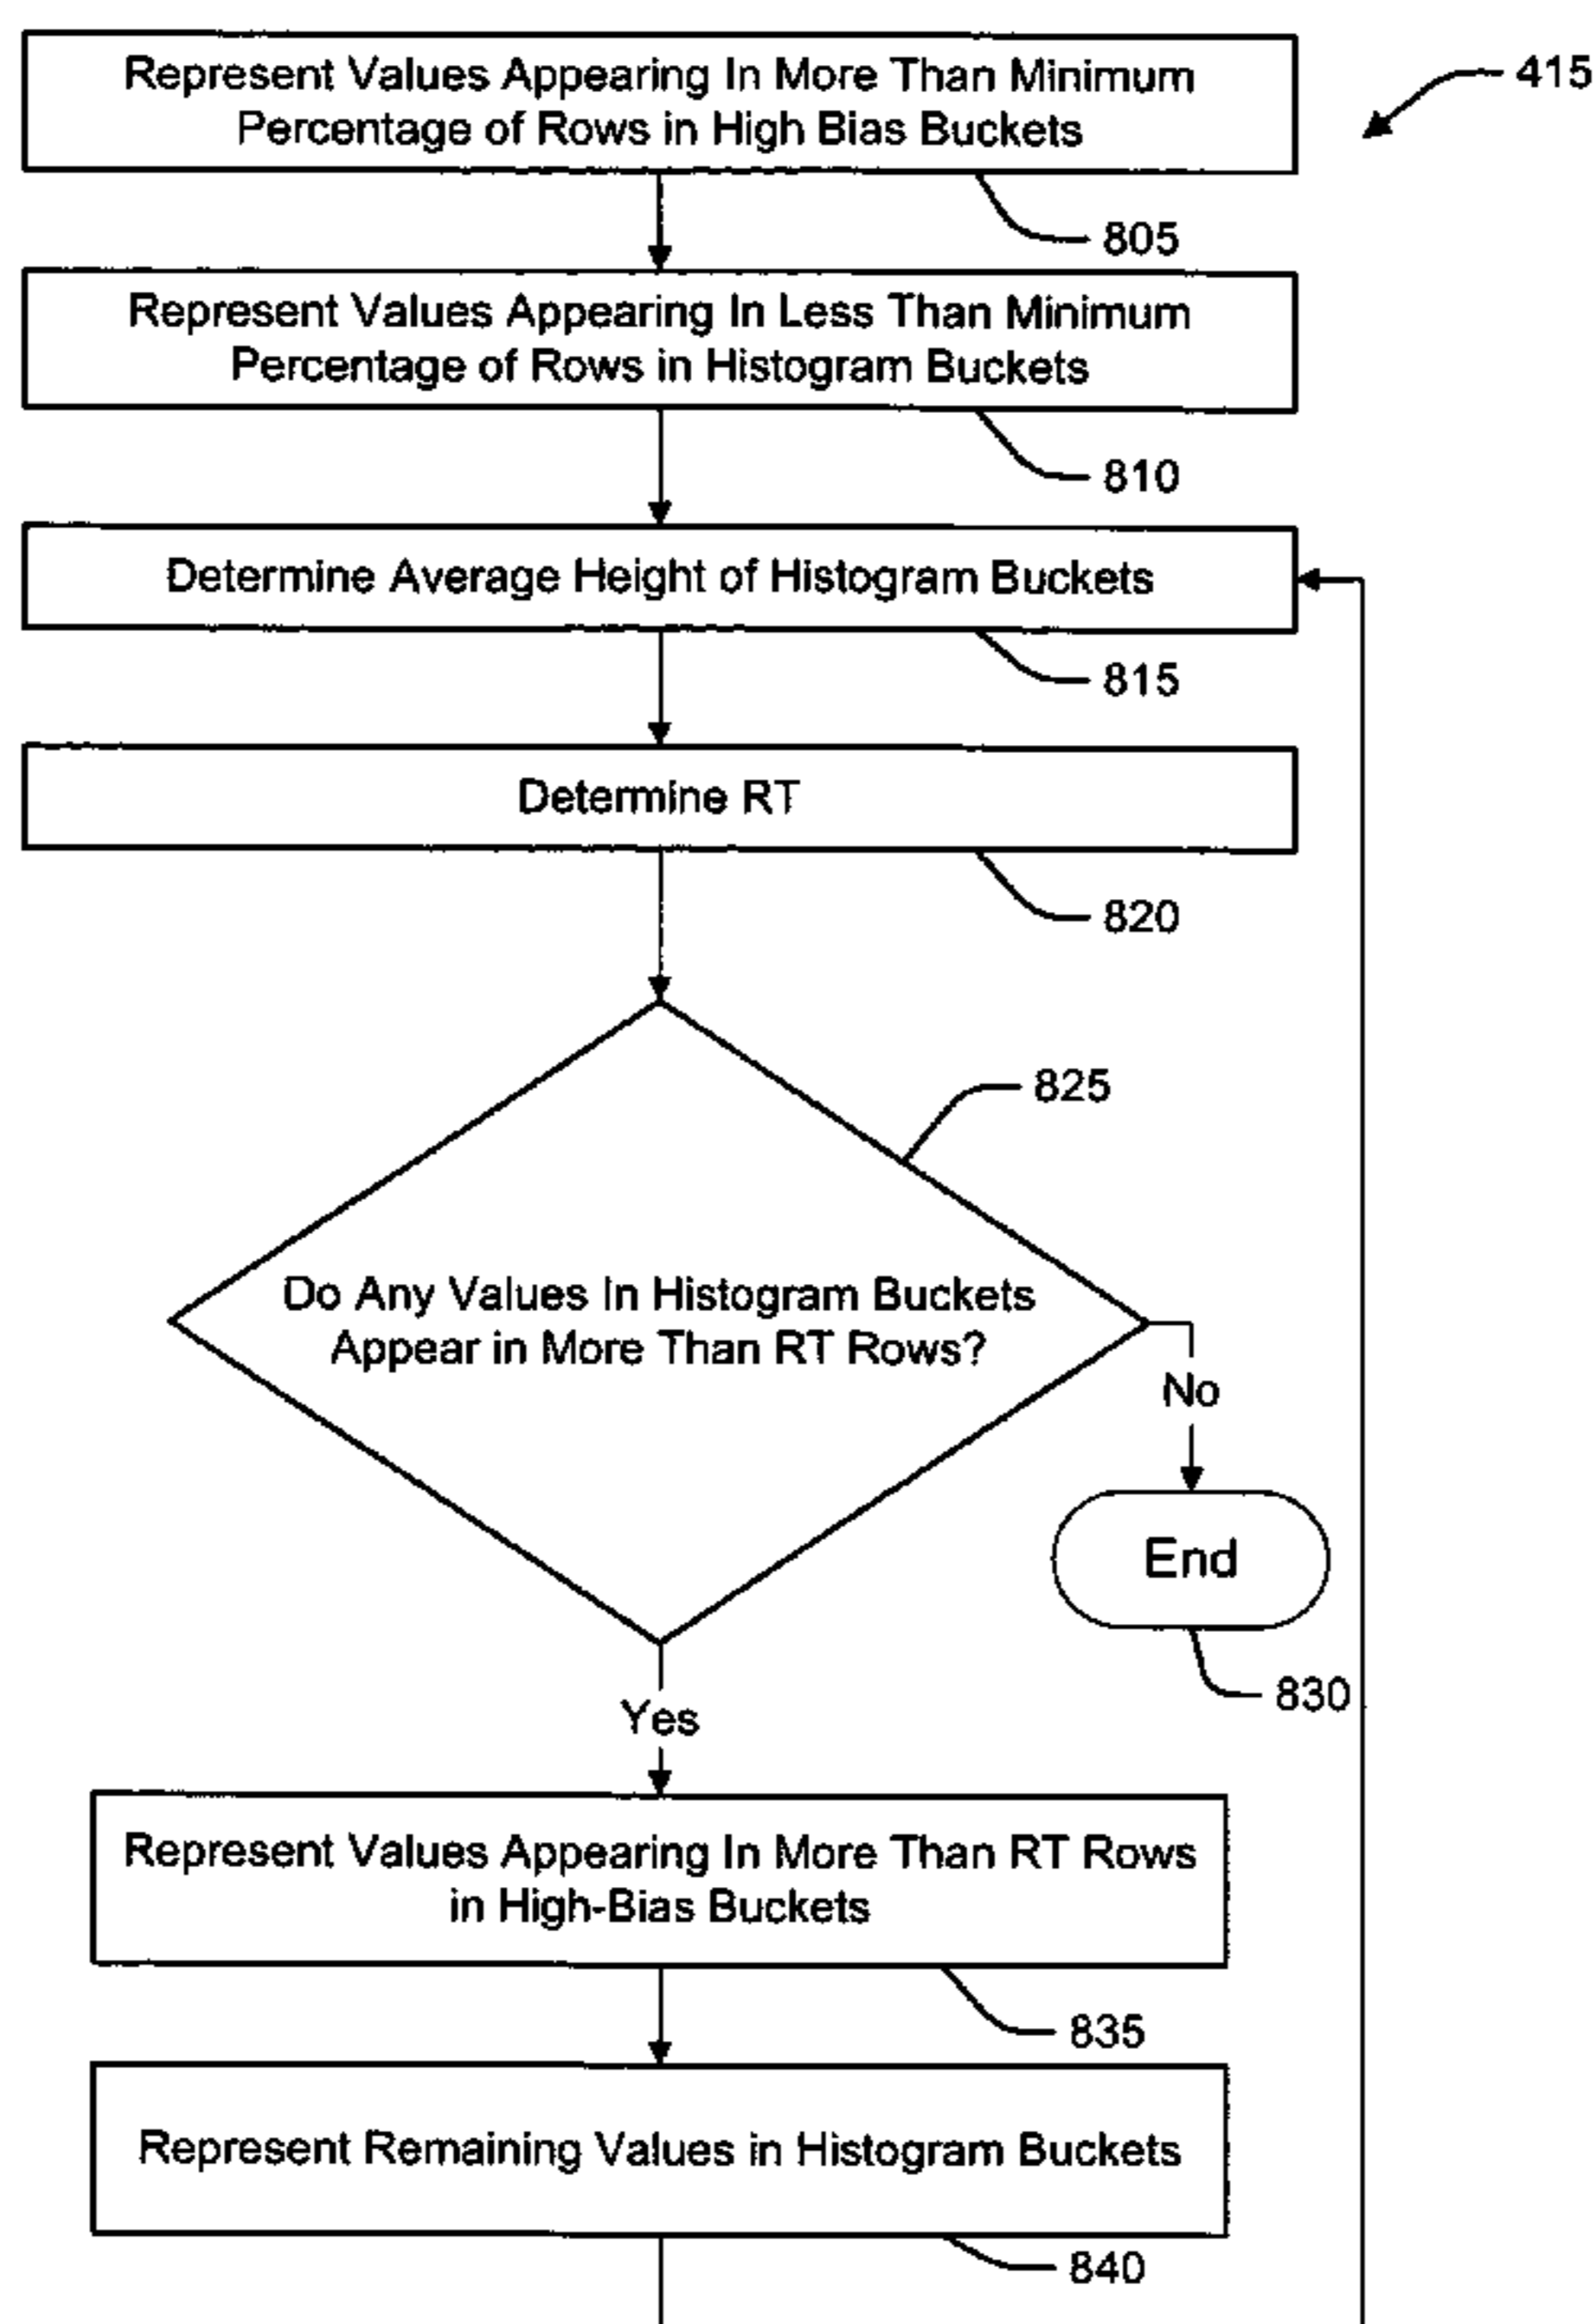 Represent Values Appearing In More Than Minimum
Percentage of Rows in High Bias Buckets
415
805
Represent Values Appearing In Less Than Minimum
Percentage of Rows in Histogram Buckets
810
Determine Average Height of Histogram Buckets
815
Determine RT
820
825
Do Any Values In Histogram Buckets
Appear in More Than RT Rows?
No
End
830
Yes
Represent Values Appearing In More Than RT Rows
in High-Bias Buckets
835
Represent Remaining Values in Histogram Buckets
840